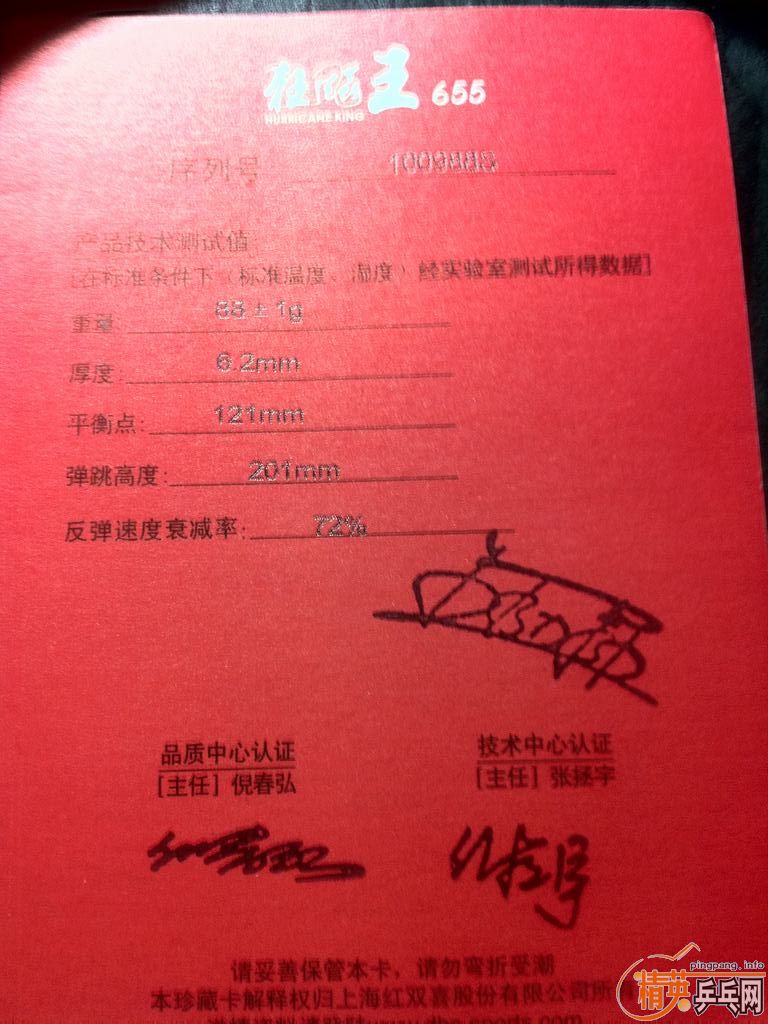 狂飚王 655
HURRICANE KING
序列号 1009888
产品技术测试值:
[在标准条件下（标准温度、湿度）经实验室测试所得数据]
重量: 88±1g
厚度: 6.2mm
平衡点: 121mm
弹跳高度: 201mm
反弹速度衰减率: 72%
品质中心认证 技术中心认证
[主任] 倪春弘 [主任] 张拯宇
请妥善保管本卡，请勿弯折受潮
本珍藏卡解释权归上海红双喜股份有限公司所
pingpang.info
精英乒乓网